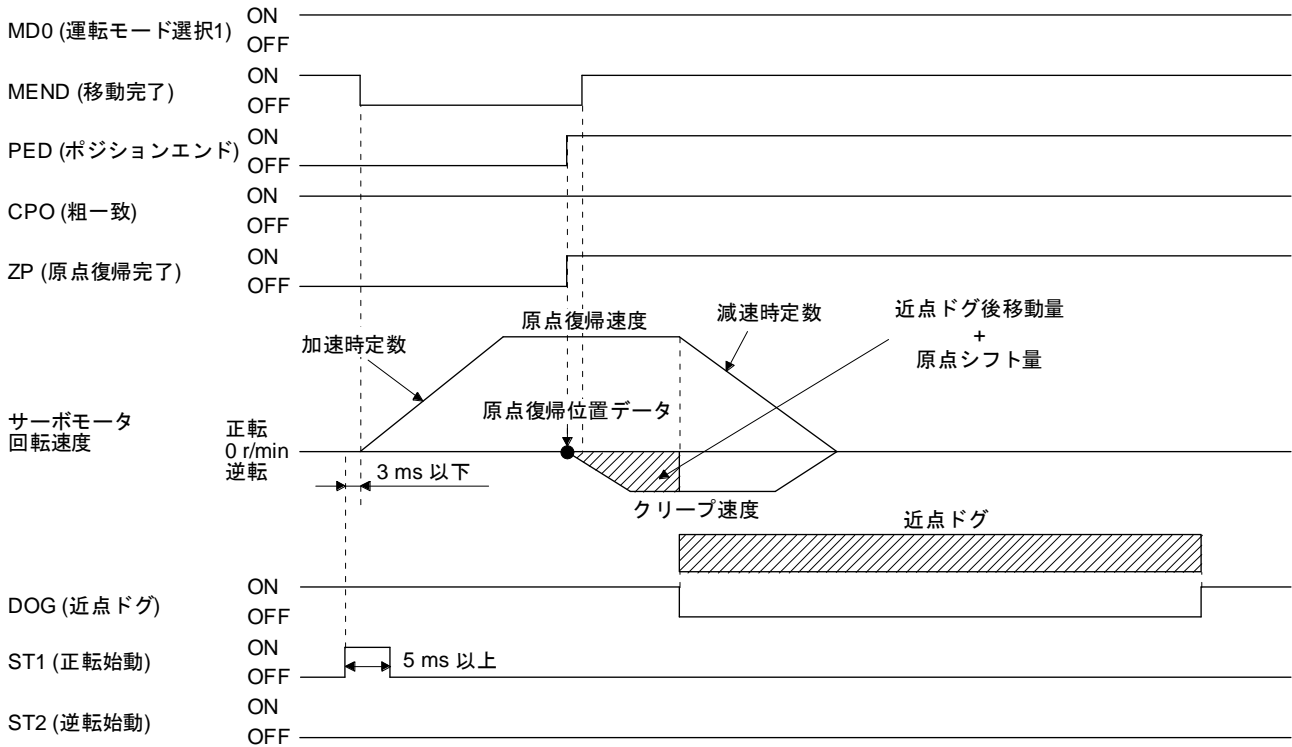 MD0 (運転モード選択1)
ON
OFF
MEND (移動完了)
ON
OFF
PED (ポジションエンド)
ON
OFF
CPO (粗一致)
ON
OFF
ZP (原点復帰完了)
ON
OFF
加速時定数
原点復帰速度
減速時定数
近点ドグ後移動量
+
原点シフト量
原点復帰位置データ
サーボモータ
回転速度
正転
0 r/min
逆転
3 ms 以下
クリープ速度
近点ドグ
DOG (近点ドグ)
ON
OFF
ST1 (正転始動)
ON
OFF
5 ms 以上
ST2 (逆転始動)
ON
OFF